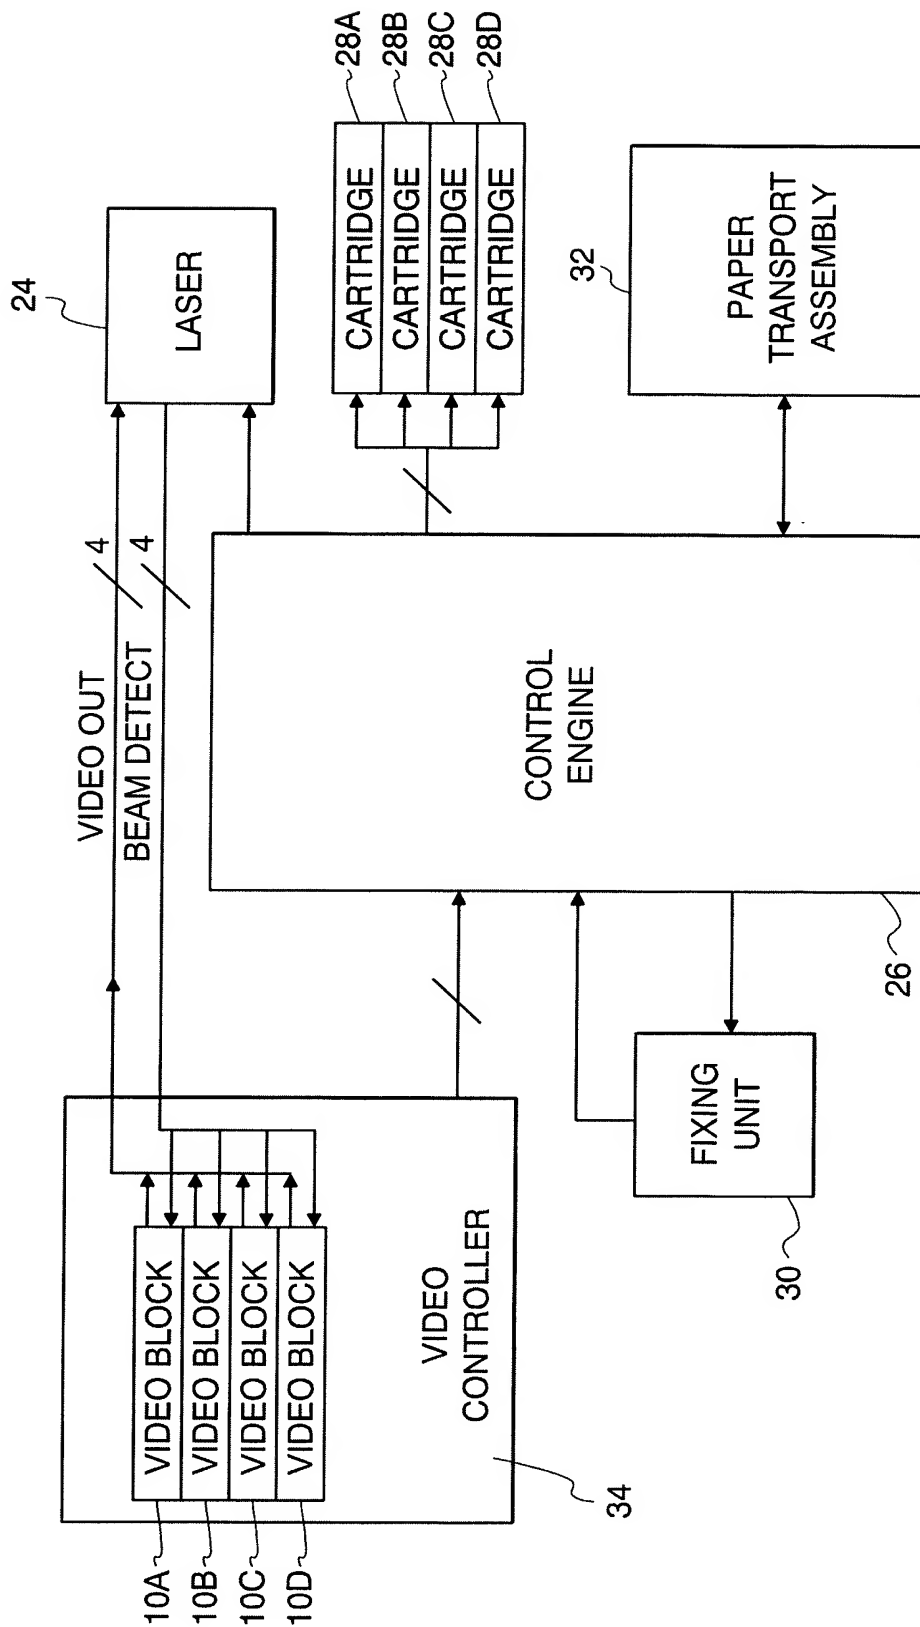 10A
10B
10C
10D
VIDEO BLOCK
VIDEO BLOCK
VIDEO BLOCK
VIDEO BLOCK
VIDEO
CONTROLLER
34
VIDEO OUT
4
BEAM DETECT
4
24
LASER
CARTRIDGE
CARTRIDGE
CARTRIDGE
CARTRIDGE
28A
28B
28C
28D
CONTROL
ENGINE
26
FIXING
UNIT
30
32
PAPER
TRANSPORT
ASSEMBLY